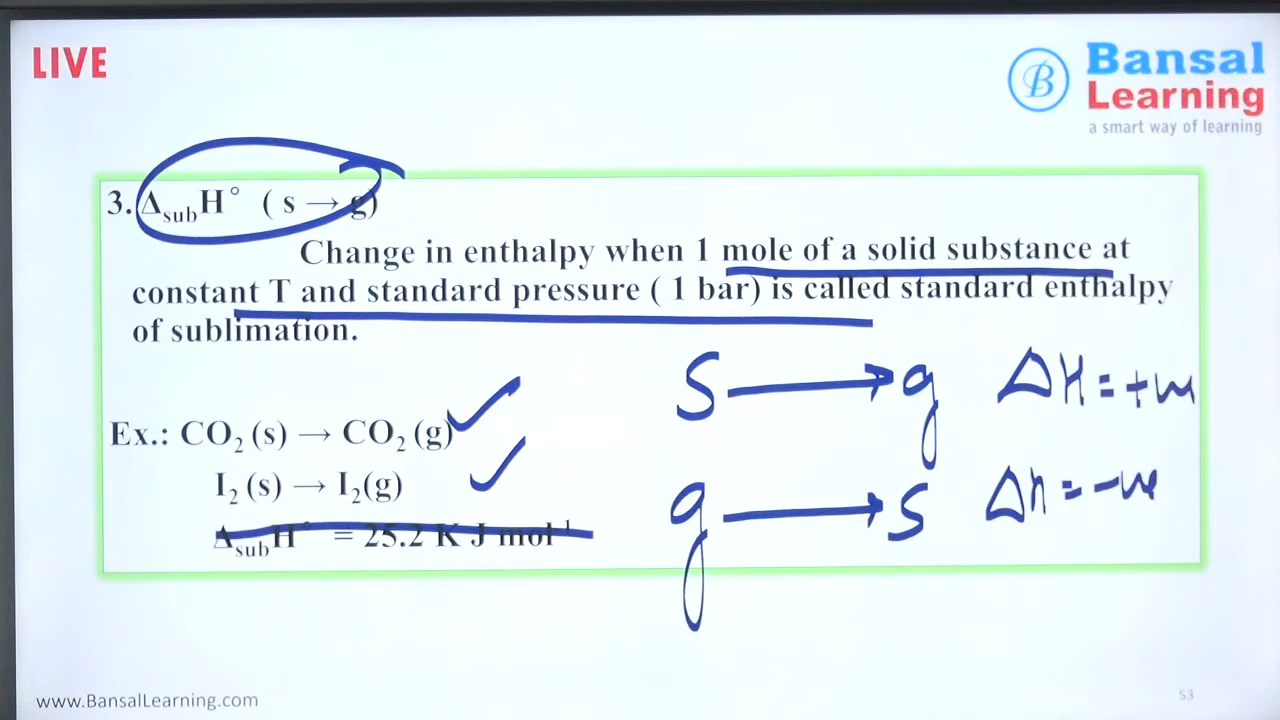 LIVE
Bansal
Learning
a smart way of learning
3. ΔsubH° ( s → g)
Change in enthalpy when 1 mole of a solid substance at
constant T and standard pressure ( 1 bar) is called standard enthalpy
of sublimation.
S → g ΔH = +ve
Ex.: CO₂ (s) → CO₂ (g)
I₂ (s) → I₂(g)
g → S Δh = -ve
ΔsubH° = 25.2 K J mol⁻¹
www.BansalLearning.com
53